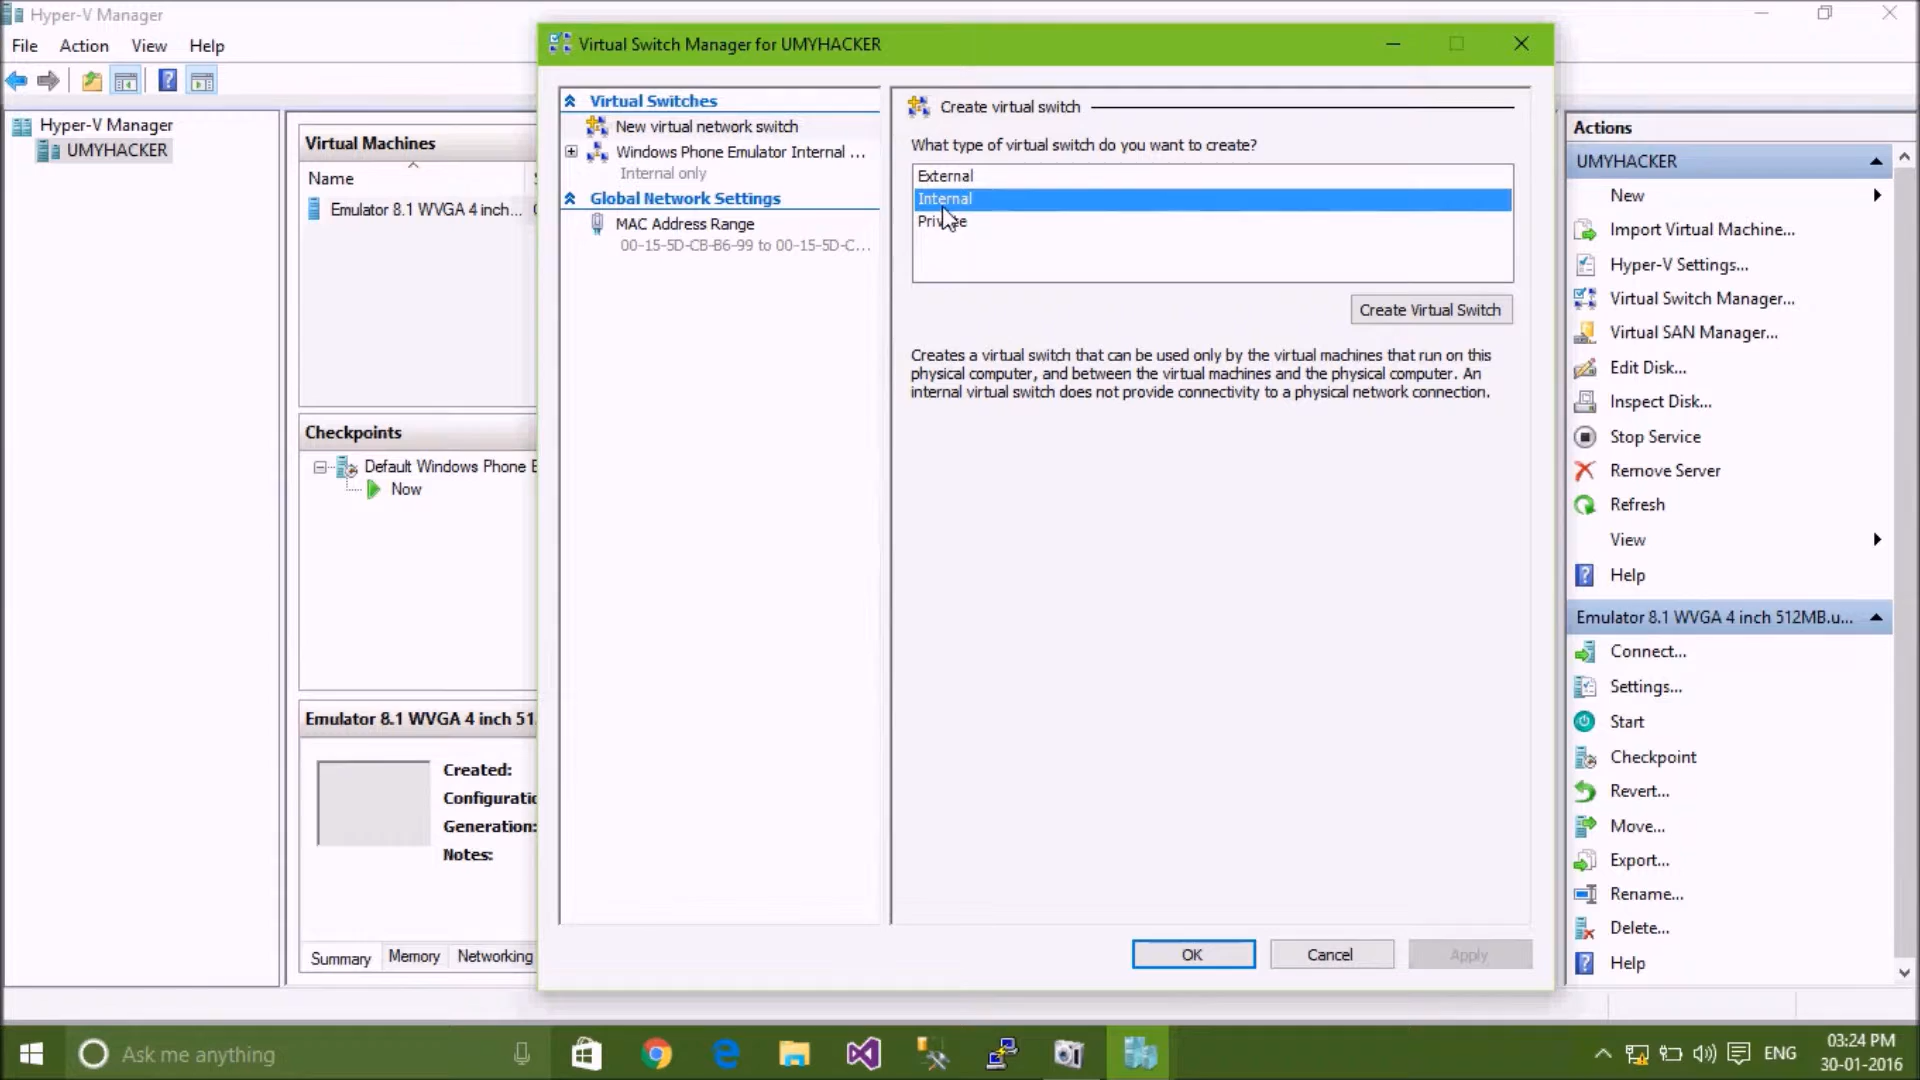 Hyper-V Manager
File Action View Help
Hyper-V Manager
UMYHACKER
Virtual Machines
Name
Emulator 8.1 WVGA 4 inch...
Checkpoints
Default Windows Phone E
Now
Emulator 8.1 WVGA 4 inch 51
Created:
Configuratio
Generation:
Notes:
Summary Memory Networking
Virtual Switch Manager for UMYHACKER
Virtual Switches
New virtual network switch
Windows Phone Emulator Internal ...
Internal only
Global Network Settings
MAC Address Range
00-15-5D-CB-B6-99 to 00-15-5D-C...
Create virtual switch
What type of virtual switch do you want to create?
External
Internal
Private
Create Virtual Switch
Creates a virtual switch that can be used only by the virtual machines that run on this
physical computer, and between the virtual machines and the physical computer. An
internal virtual switch does not provide connectivity to a physical network connection.
OK Cancel Apply
Actions
UMYHACKER
New
Import Virtual Machine...
Hyper-V Settings...
Virtual Switch Manager...
Virtual SAN Manager...
Edit Disk...
Inspect Disk...
Stop Service
Remove Server
Refresh
View
Help
Emulator 8.1 WVGA 4 inch 512MB.u...
Connect...
Settings...
Start
Checkpoint
Revert...
Move...
Export...
Rename...
Delete...
Help
Ask me anything
ENG
03:24 PM
30-01-2016